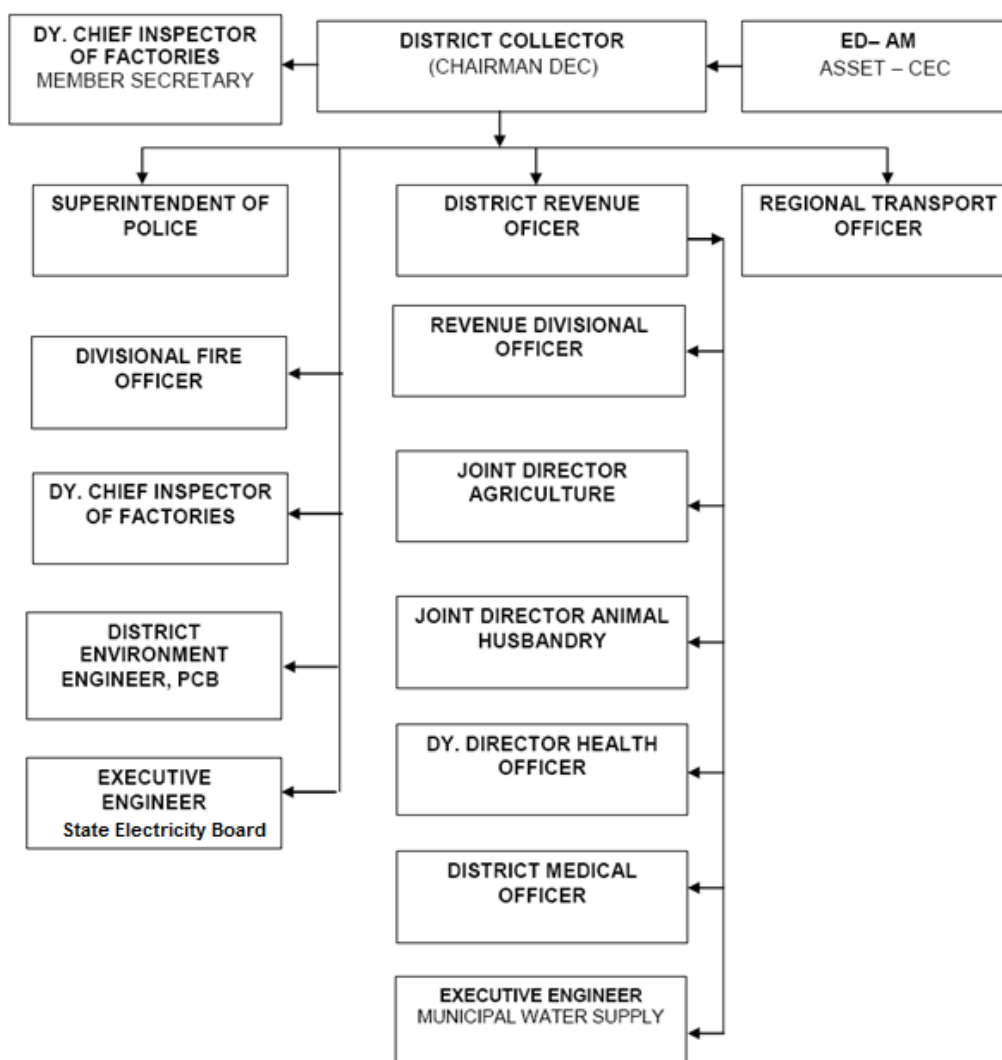 DY. CHIEF INSPECTOR
OF FACTORIES
MEMBER SECRETARY
DISTRICT COLLECTOR
(CHAIRMAN DEC)
ED– AM
ASSET – CEC
SUPERINTENDENT OF
POLICE
DISTRICT REVENUE
OFICER
REGIONAL TRANSPORT
OFFICER
DIVISIONAL FIRE
OFFICER
REVENUE DIVISIONAL
OFFICER
DY. CHIEF INSPECTOR
OF FACTORIES
JOINT DIRECTOR
AGRICULTURE
DISTRICT
ENVIRONMENT
ENGINEER, PCB
JOINT DIRECTOR ANIMAL
HUSBANDRY
EXECUTIVE
ENGINEER
State Electricity Board
DY. DIRECTOR HEALTH
OFFICER
DISTRICT MEDICAL
OFFICER
EXECUTIVE ENGINEER
MUNICIPAL WATER SUPPLY